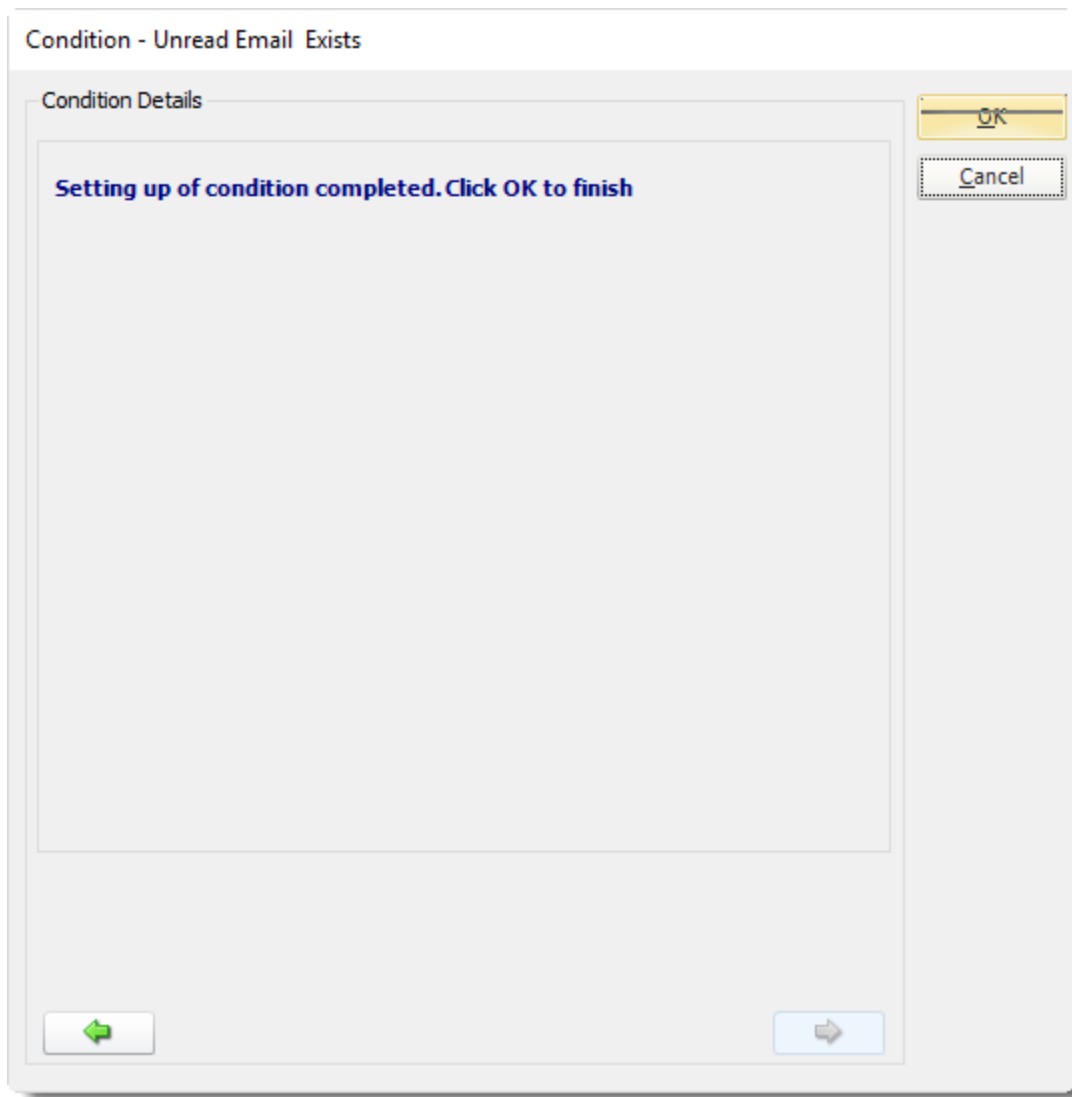 Condition - Unread Email  Exists
Condition Details
OK
Setting up of condition completed. Click OK to finish
Cancel